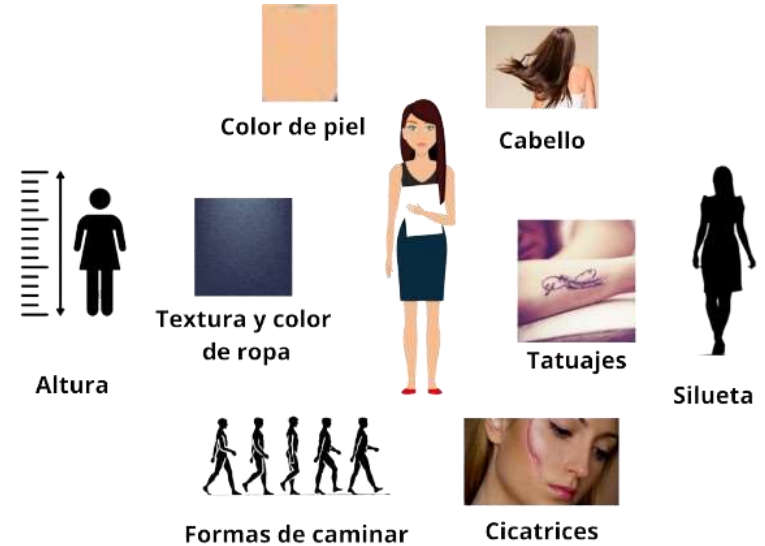 Color de piel
Cabello
Textura y color
de ropa
Tatuajes
Altura
Silueta
Formas de caminar
Cicatrices